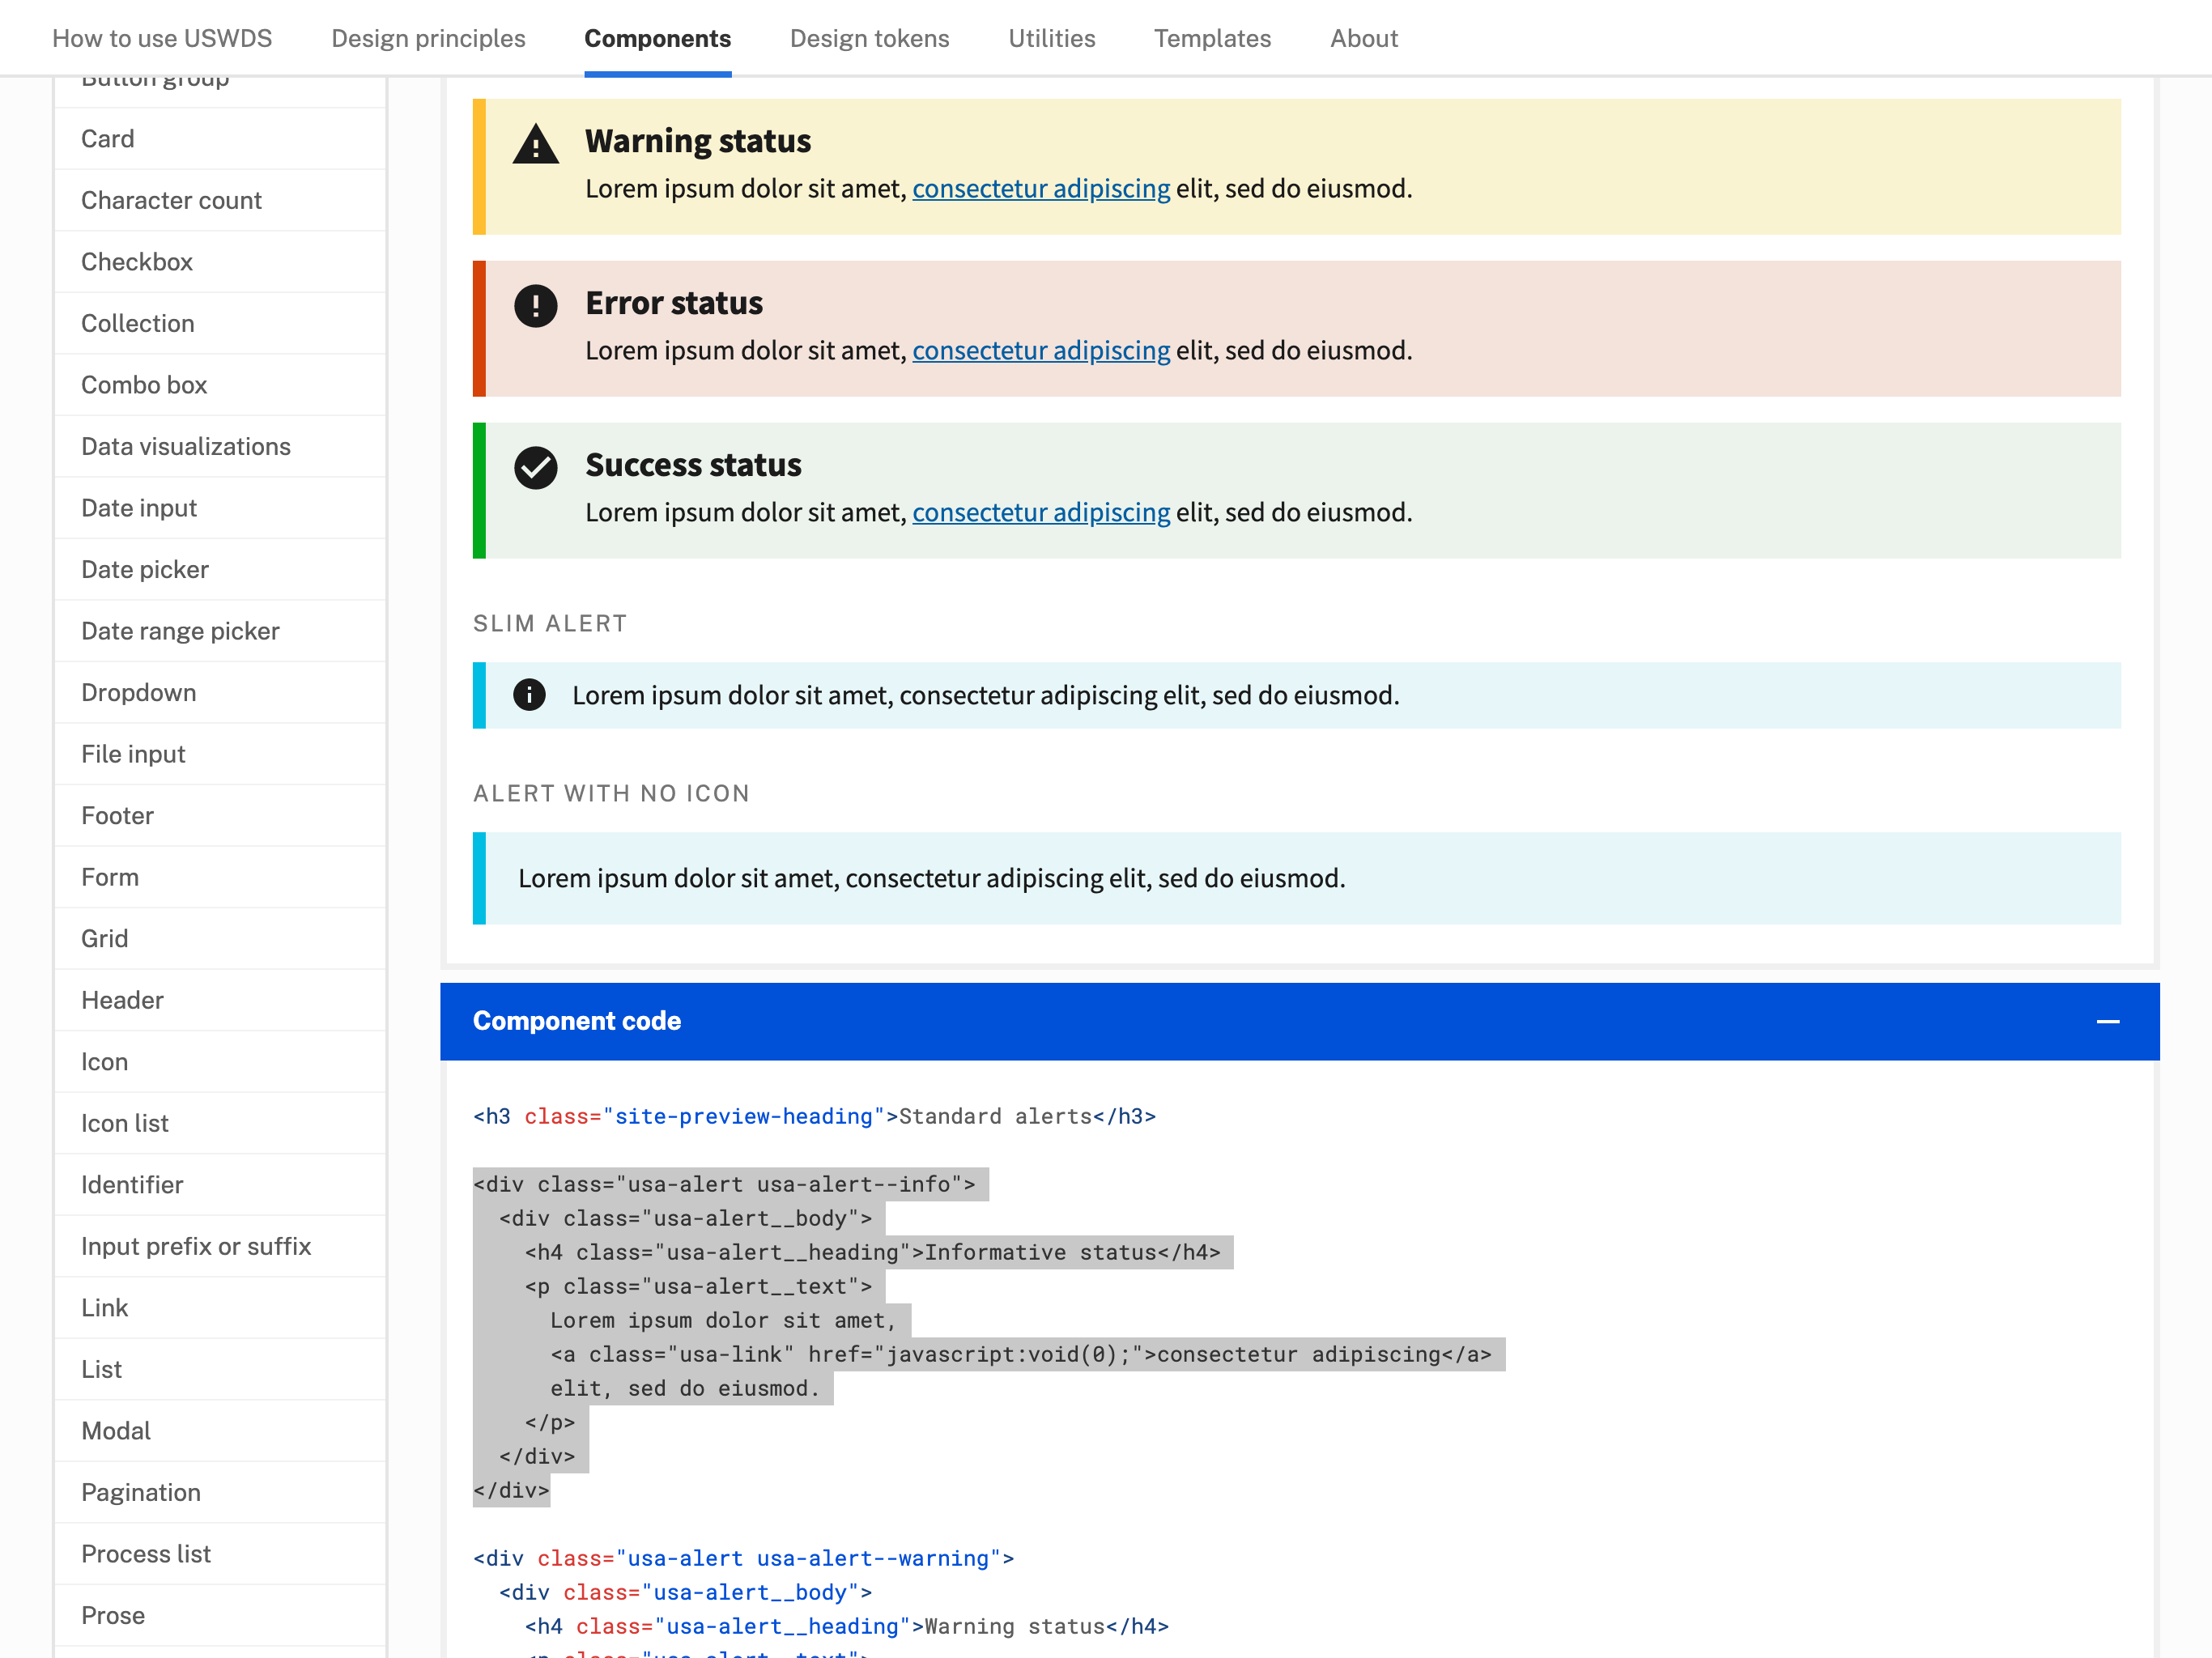 How to use USWDS
Design principles
Components
Design tokens
Utilities
Templates
About
Button group
Card
Character count
Checkbox
Collection
Combo box
Data visualizations
Date input
Date picker
Date range picker
Dropdown
File input
Footer
Form
Grid
Header
Icon
Icon list
Identifier
Input prefix or suffix
Link
List
Modal
Pagination
Process list
Prose
Warning status
Lorem ipsum dolor sit amet, consectetur adipiscing elit, sed do eiusmod.
Error status
Lorem ipsum dolor sit amet, consectetur adipiscing elit, sed do eiusmod.
Success status
Lorem ipsum dolor sit amet, consectetur adipiscing elit, sed do eiusmod.
SLIM ALERT
Lorem ipsum dolor sit amet, consectetur adipiscing elit, sed do eiusmod.
ALERT WITH NO ICON
Lorem ipsum dolor sit amet, consectetur adipiscing elit, sed do eiusmod.
Component code
<h3 class="site-preview-heading">Standard alerts</h3>
<div class="usa-alert usa-alert--info">
<div class="usa-alert__body">
<h4 class="usa-alert__heading">Informative status</h4>
<p class="usa-alert__text">
Lorem ipsum dolor sit amet,
<a class="usa-link" href="javascript:void(0);">consectetur adipiscing</a>
elit, sed do eiusmod.
</p>
</div>
</div>
<div class="usa-alert usa-alert--warning">
<div class="usa-alert__body">
<h4 class="usa-alert__heading">Warning status</h4>
<p class="usa-alert__text">